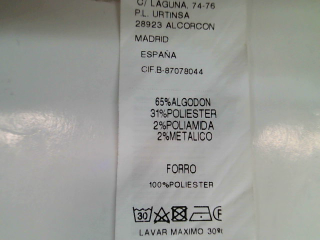 C/ LAGUNA, 74-76
P.L. URTINSA
28923 ALCORCON
MADRID
ESPAÑA
CIF.B-87078044
65%ALGODON
31%POLIESTER
2%POLIAMIDA
2%METALICO
FORRO
100%POLIESTER
30
LAVAR MAXIMO 30%